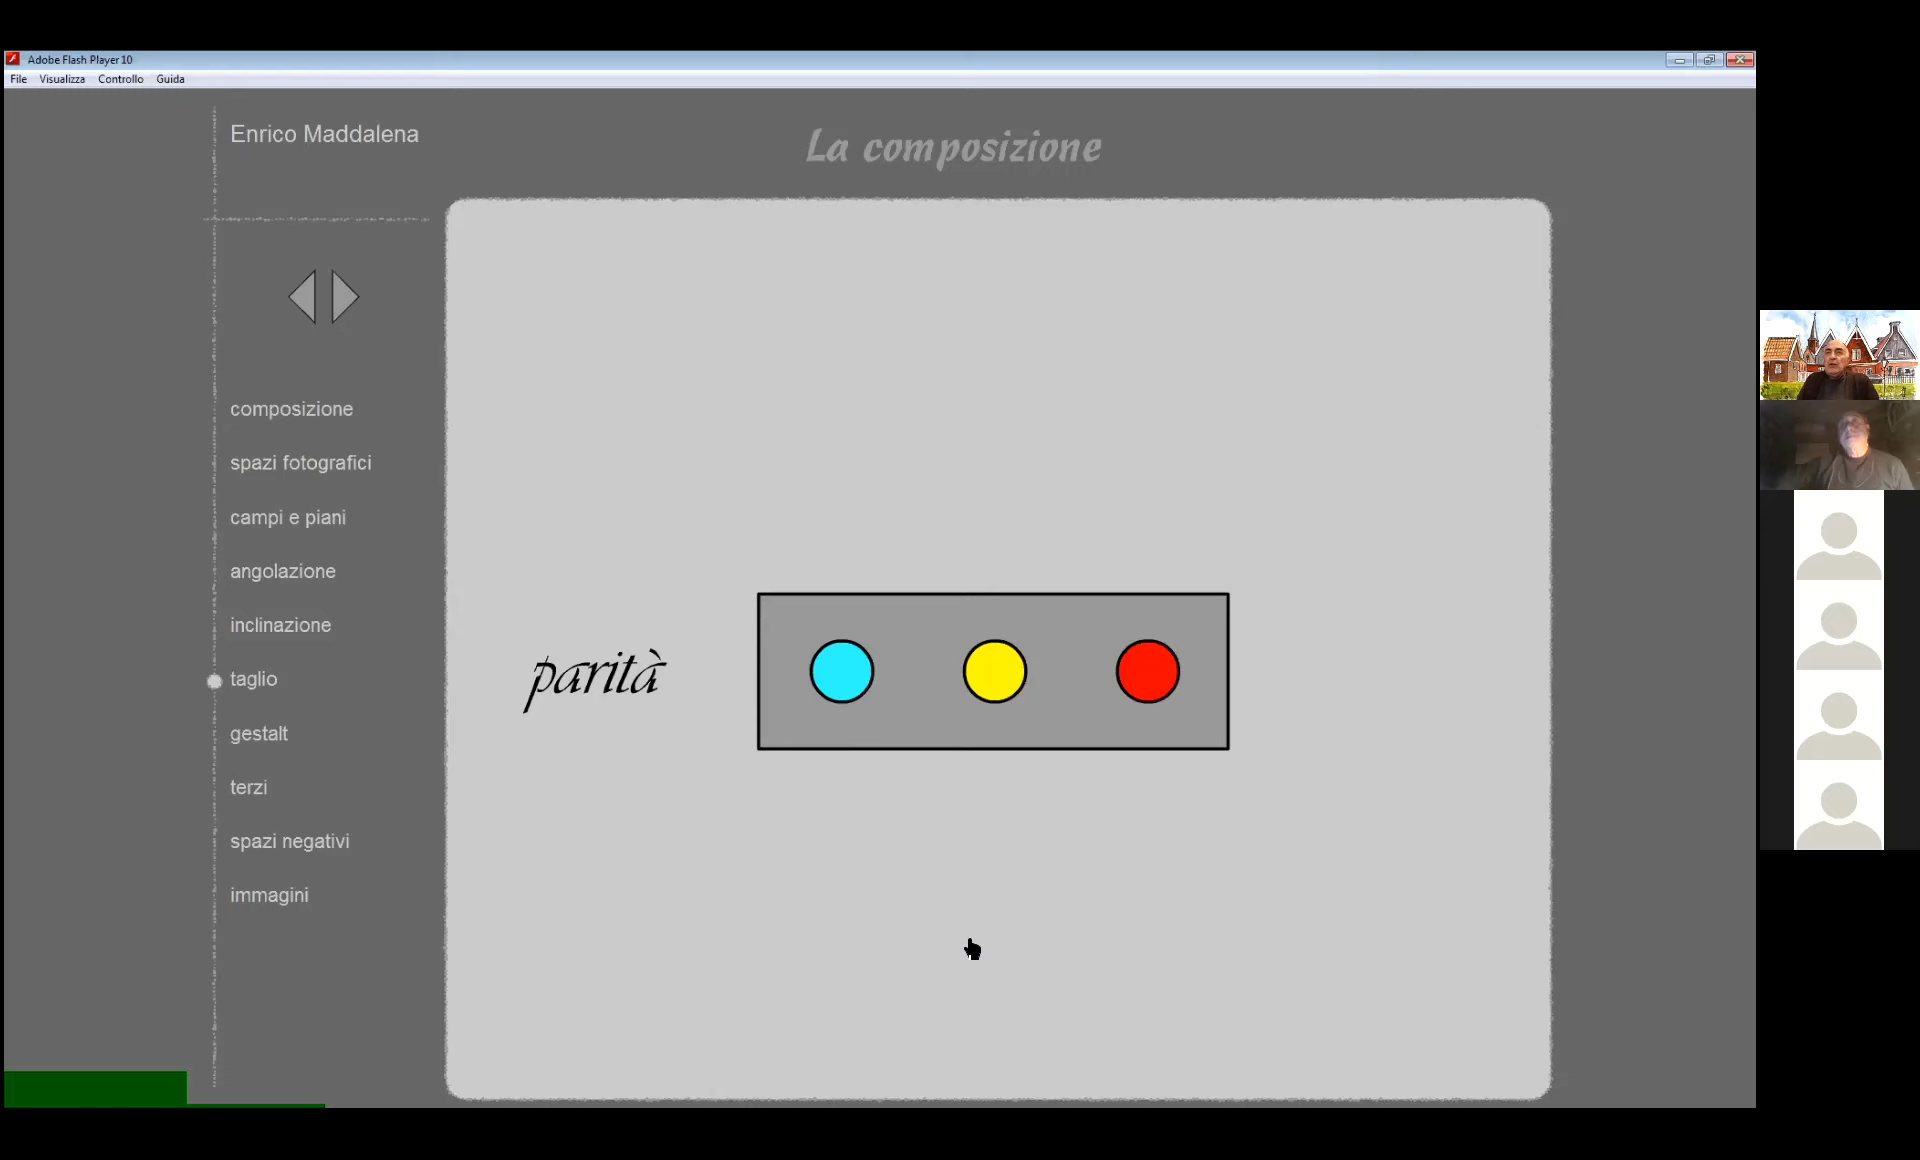 Adobe Flash Player 10
File Visualizza Controllo Guida
Enrico Maddalena
La composizione
composizione
spazi fotografici
campi e piani
angolazione
inclinazione
taglio
gestalt
terzi
spazi negativi
immagini
parità